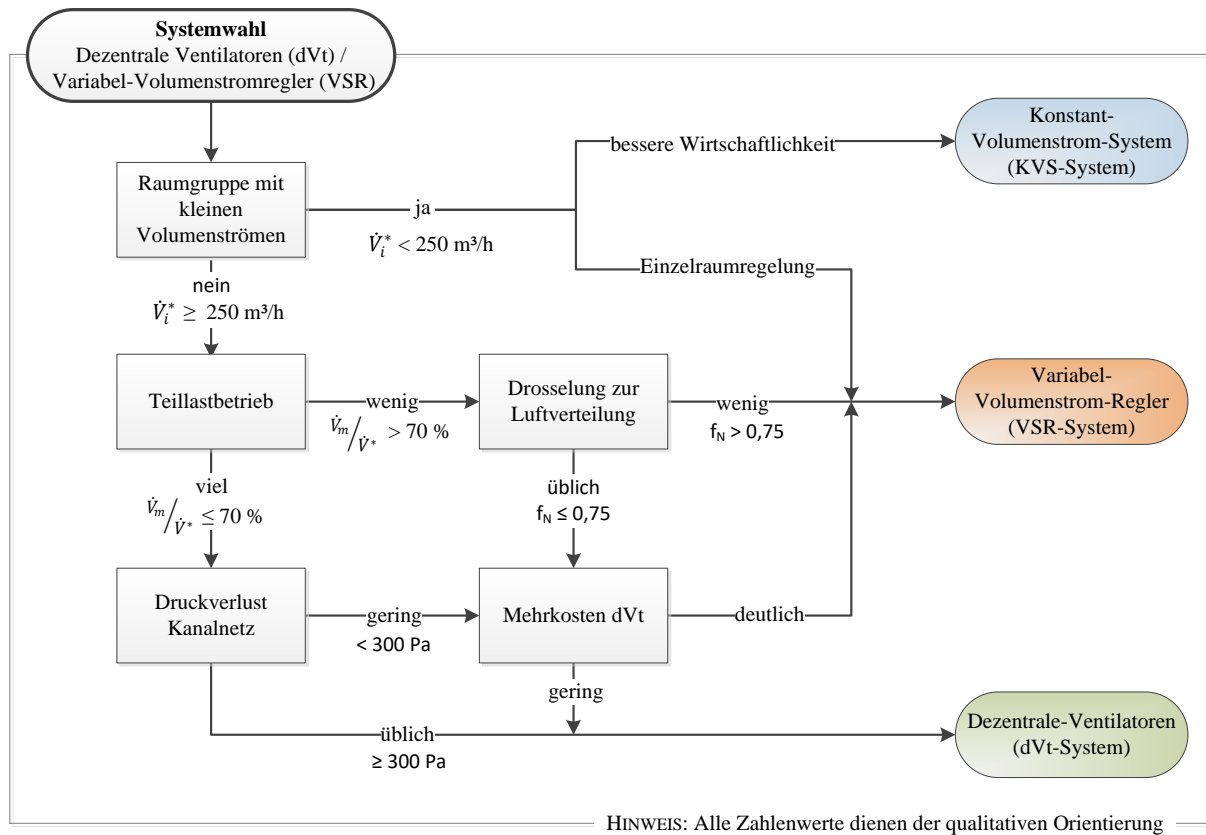 Systemwahl
Dezentrale Ventilatoren (dVt) /
Variabel-Volumenstromregler (VSR)
Raumgruppe mit
kleinen
Volumenströmen
ja
V̇ᵢ* < 250 m³/h
bessere Wirtschaftlichkeit
Konstant-
Volumenstrom-System
(KVS-System)
Einzelraumregelung
nein
V̇ᵢ* ≥ 250 m³/h
Teillastbetrieb
wenig
V̇ₘ/V̇* > 70 %
Drosselung zur
Luftverteilung
wenig
f_N > 0,75
Variabel-
Volumenstrom-Regler
(VSR-System)
viel
V̇ₘ/V̇* ≤ 70 %
üblich
f_N ≤ 0,75
Druckverlust
Kanalnetz
gering
< 300 Pa
Mehrkosten dVt
deutlich
gering
üblich
≥ 300 Pa
Dezentrale-Ventilatoren
(dVt-System)
HINWEIS: Alle Zahlenwerte dienen der qualitativen Orientierung